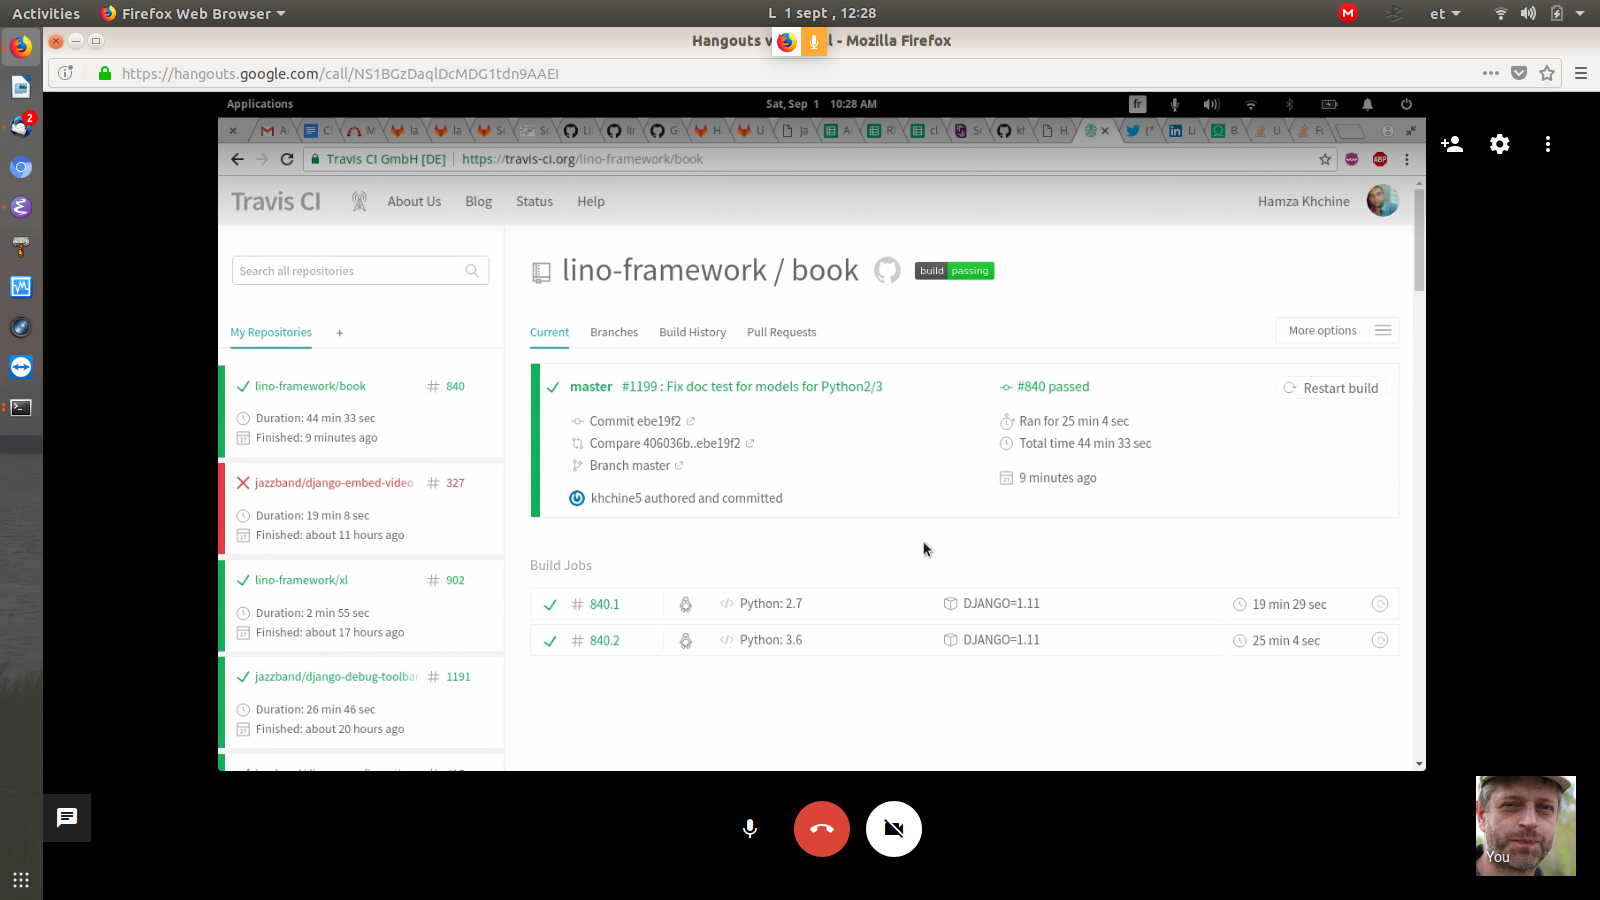 Activities Firefox Web Browser L 1 sept , 12:28 M et
Hangouts - Mozilla Firefox
https://hangouts.google.com/call/NS1BGzDaqlDcMDG1tdn9AAEI
2
Applications Sat, Sep 1 10:28 AM fr
Travis CI GmbH [DE] https://travis-ci.org/lino-framework/book ABP
Travis CI About Us Blog Status Help Hamza Khchine
Search all repositories
lino-framework / book build passing
My Repositories +
Current Branches Build History Pull Requests More options
lino-framework/book # 840
Duration: 44 min 33 sec
Finished: 9 minutes ago
jazzband/django-embed-video # 327
Duration: 19 min 8 sec
Finished: about 11 hours ago
lino-framework/xl # 902
Duration: 2 min 55 sec
Finished: about 17 hours ago
jazzband/django-debug-toolba # 1191
Duration: 26 min 46 sec
Finished: about 20 hours ago
master #1199 : Fix doc test for models for Python2/3 #840 passed Restart build
Commit ebe19f2 Ran for 25 min 4 sec
Compare 406036b..ebe19f2 Total time 44 min 33 sec
Branch master
9 minutes ago
khchine5 authored and committed
Build Jobs
# 840.1 Python: 2.7 DJANGO=1.11 19 min 29 sec
# 840.2 Python: 3.6 DJANGO=1.11 25 min 4 sec
You